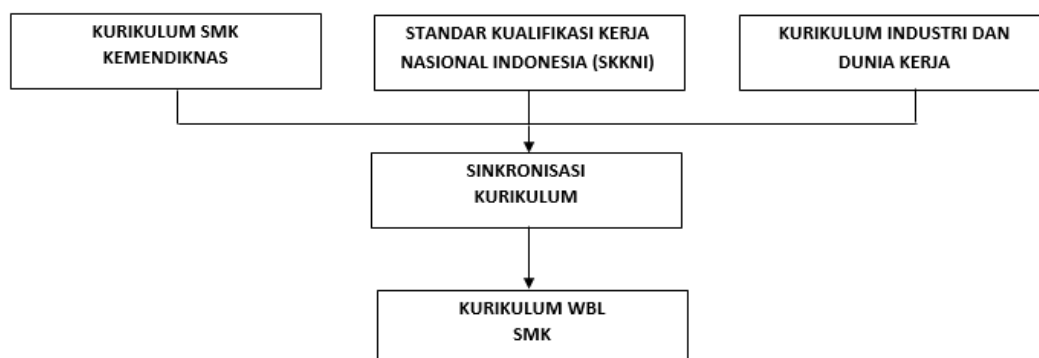 KURIKULUM SMK
KEMENDIKNAS
STANDAR KUALIFIKASI KERJA
NASIONAL INDONESIA (SKKNI)
KURIKULUM INDUSTRI DAN
DUNIA KERJA
SINKRONISASI
KURIKULUM
KURIKULUM WBL
SMK